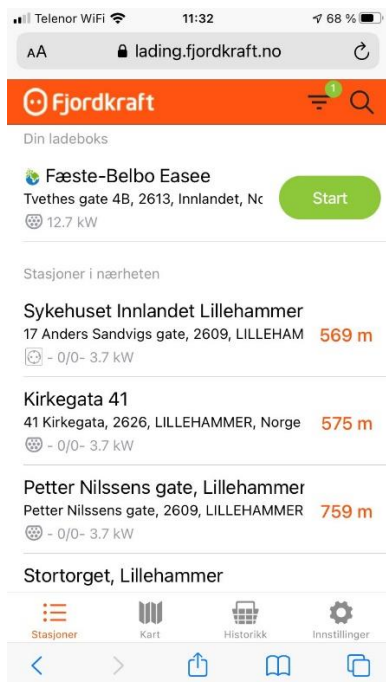 Telenor WiFi 11:32 68 %
AA lading.fjordkraft.no
Fjordkraft 1
Din ladeboks
Fæste-Belbo Easee
Tvethes gate 4B, 2613, Innlandet, Nc
Start
12.7 kW
Stasjoner i nærheten
Sykehuset Innlandet Lillehammer
17 Anders Sandvigs gate, 2609, LILLEHAM 569 m
- 0/0- 3.7 kW
Kirkegata 41
41 Kirkegata, 2626, LILLEHAMMER, Norge 575 m
- 0/0- 3.7 kW
Petter Nilssens gate, Lillehammer
Petter Nilssens gate, 2609, LILLEHAMMER 759 m
- 0/0- 3.7 kW
Stortorget, Lillehammer
Stasjoner Kart Historikk Innstillinger